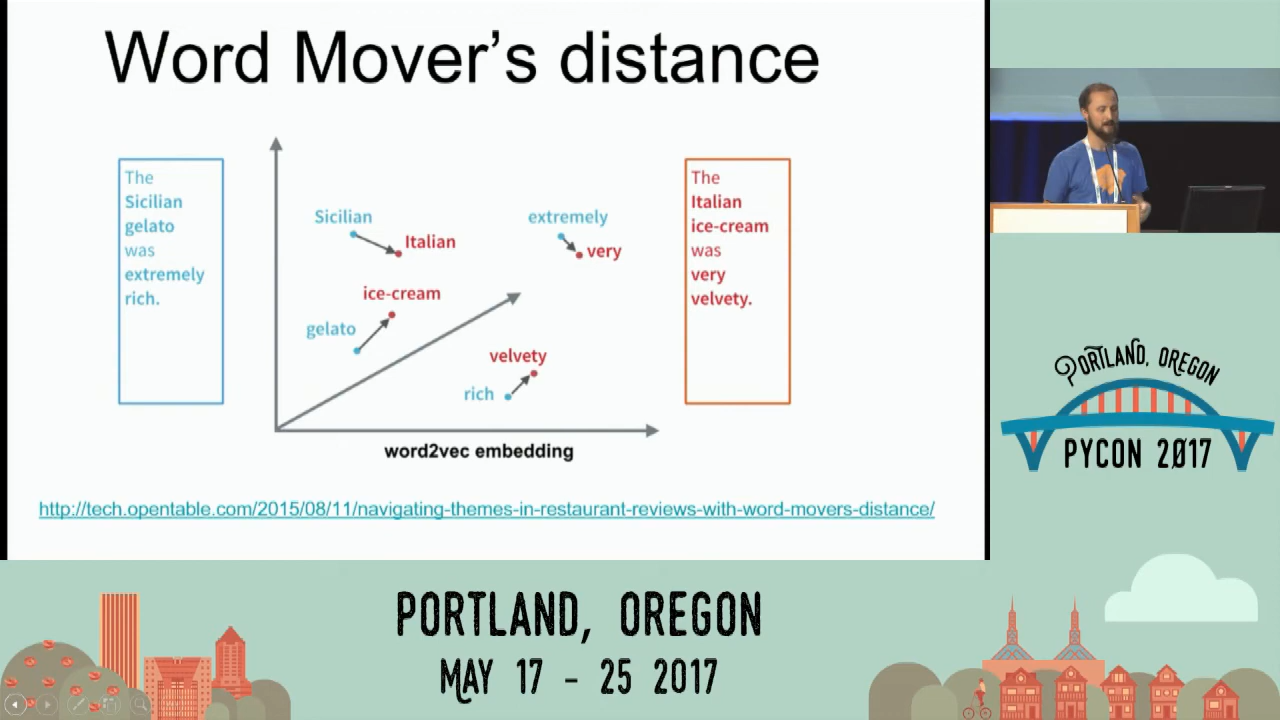 Word Mover's distance
The
Sicilian
gelato
was
extremely
rich.
Sicilian
Italian
ice-cream
gelato
extremely
very
velvety
rich
word2vec embedding
The
Italian
ice-cream
was
very
velvety.
http://tech.opentable.com/2015/08/11/navigating-themes-in-restaurant-reviews-with-word-movers-distance/
PORTLAND, OREGON
PYCON 2017
PORTLAND, OREGON
MAY 17 - 25 2017